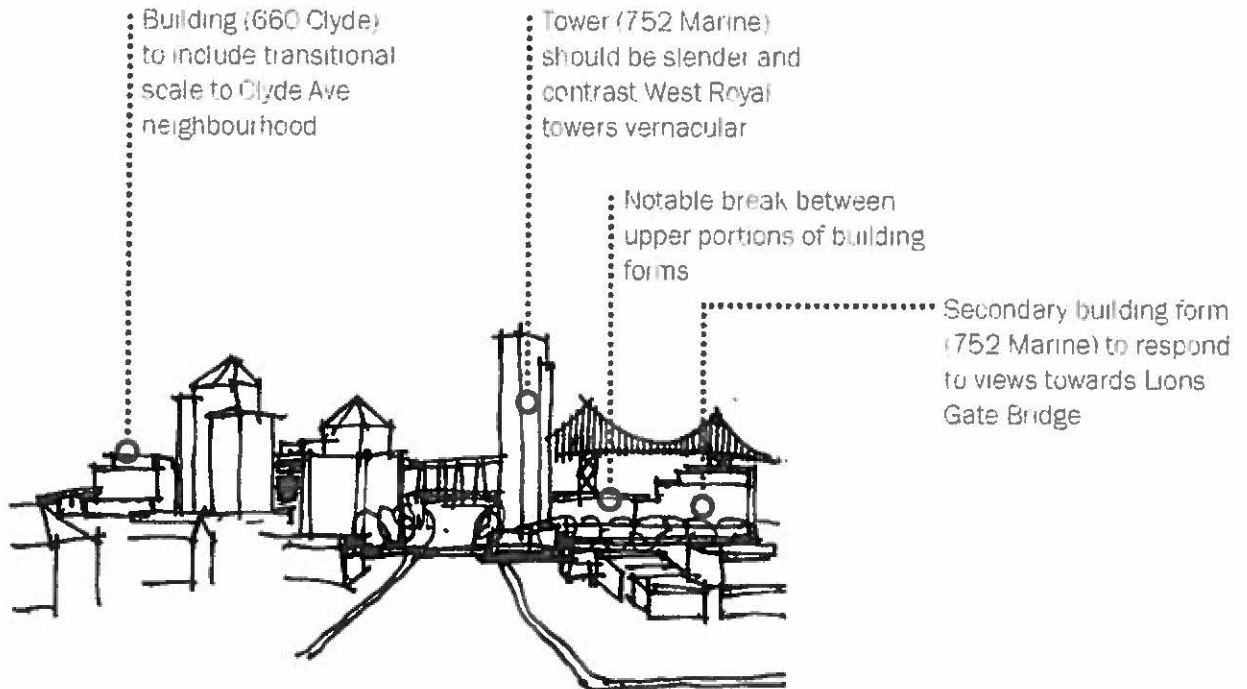 Building (660 Clyde)
to include transitional
scale to Clyde Ave
neighbourhood
Tower (752 Marine)
should be slender and
contrast West Royal
towers vernacular
Notable break between
upper portions of building
forms
Secondary building form
(752 Marine) to respond
to views towards Lions
Gate Bridge